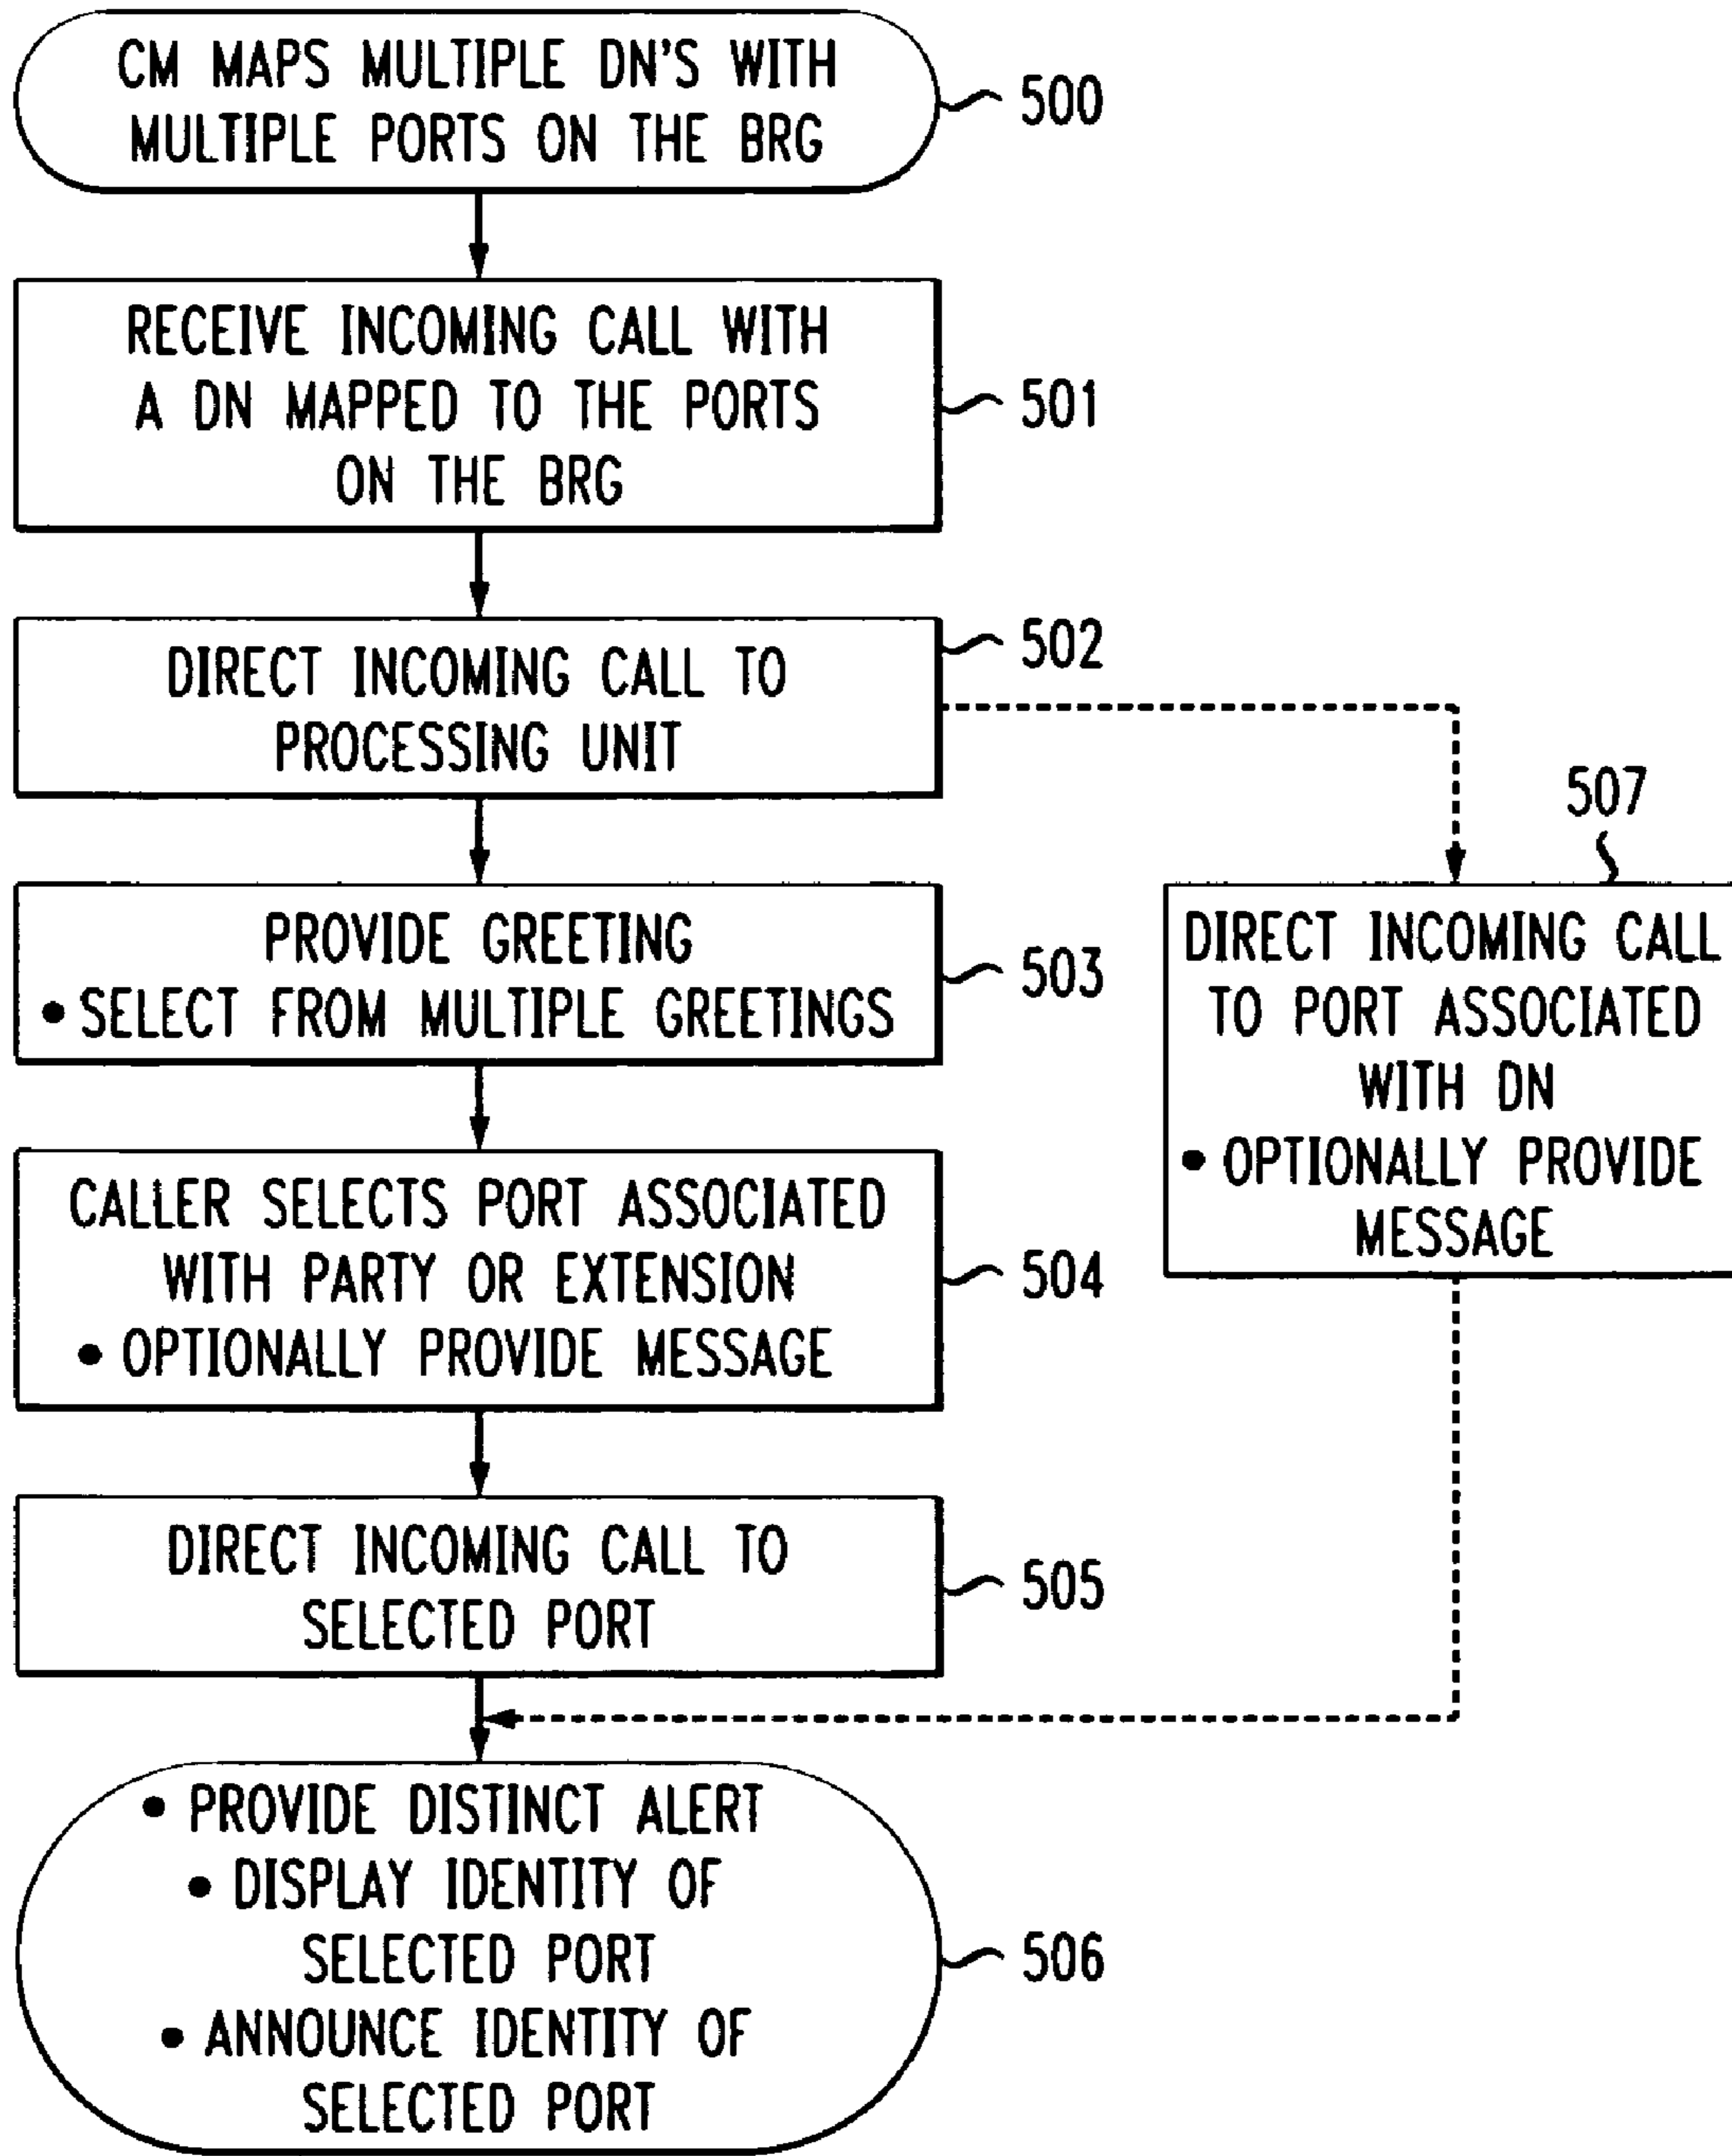 CM MAPS MULTIPLE DN'S WITH
MULTIPLE PORTS ON THE BRG
500
RECEIVE INCOMING CALL WITH
A DN MAPPED TO THE PORTS
ON THE BRG
501
DIRECT INCOMING CALL TO
PROCESSING UNIT
502
PROVIDE GREETING
• SELECT FROM MULTIPLE GREETINGS
503
507
DIRECT INCOMING CALL
TO PORT ASSOCIATED
WITH DN
• OPTIONALLY PROVIDE
MESSAGE
CALLER SELECTS PORT ASSOCIATED
WITH PARTY OR EXTENSION
• OPTIONALLY PROVIDE MESSAGE
504
DIRECT INCOMING CALL TO
SELECTED PORT
505
• PROVIDE DISTINCT ALERT
• DISPLAY IDENTITY OF
SELECTED PORT
• ANNOUNCE IDENTITY OF
SELECTED PORT
506